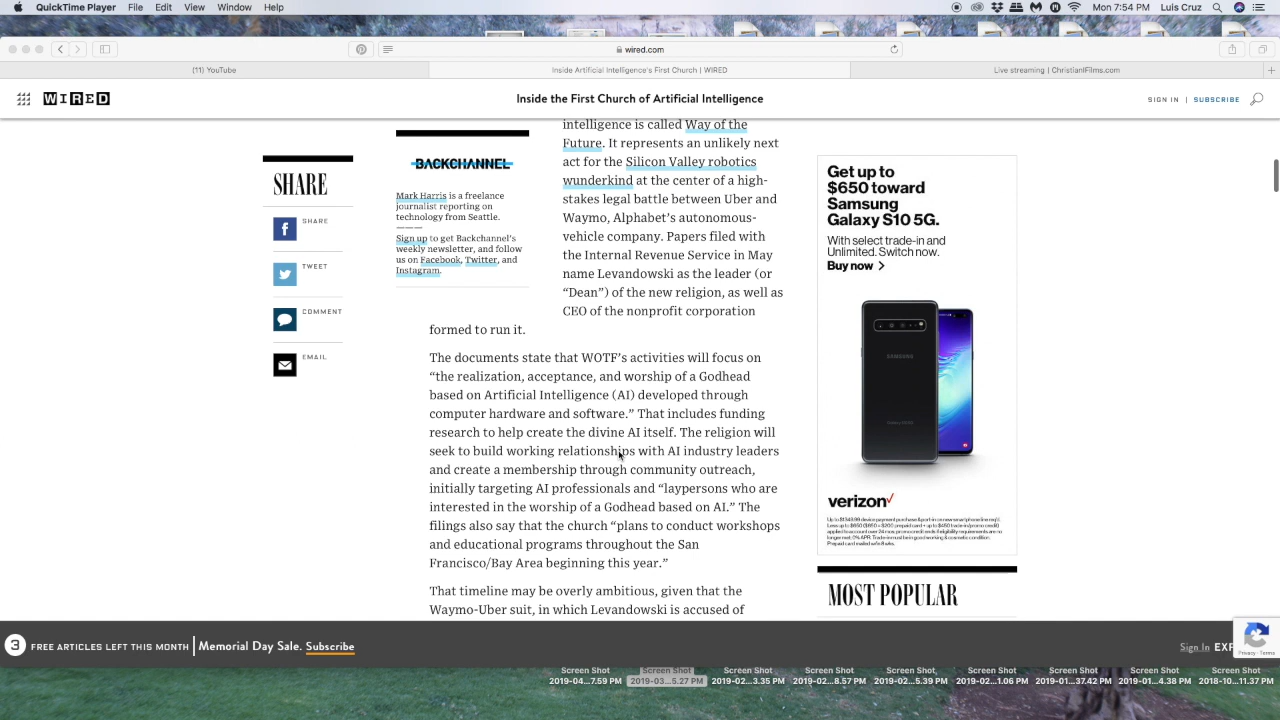 QuickTime Player File Edit View Window Help
Mon 7:54 PM Luis Cruz
wired.com
(11) YouTube
Inside Artificial Intelligence's First Church | WIRED
Live streaming | ChristianIFilms.com
WIRED
Inside the First Church of Artificial Intelligence
SIGN IN | SUBSCRIBE
SHARE
SHARE
TWEET
COMMENT
EMAIL
BACKCHANNEL
Mark Harris is a freelance
journalist reporting on
technology from Seattle.
———
Sign up to get Backchannel's
weekly newsletter, and follow
us on Facebook, Twitter, and
Instagram.
intelligence is called Way of the
Future. It represents an unlikely next
act for the Silicon Valley robotics
wunderkind at the center of a high-
stakes legal battle between Uber and
Waymo, Alphabet's autonomous-
vehicle company. Papers filed with
the Internal Revenue Service in May
name Levandowski as the leader (or
“Dean”) of the new religion, as well as
CEO of the nonprofit corporation
formed to run it.
The documents state that WOTF's activities will focus on
“the realization, acceptance, and worship of a Godhead
based on Artificial Intelligence (AI) developed through
computer hardware and software.” That includes funding
research to help create the divine AI itself. The religion will
seek to build working relationships with AI industry leaders
and create a membership through community outreach,
initially targeting AI professionals and “laypersons who are
interested in the worship of a Godhead based on AI.” The
filings also say that the church “plans to conduct workshops
and educational programs throughout the San
Francisco/Bay Area beginning this year.”
That timeline may be overly ambitious, given that the
Waymo-Uber suit, in which Levandowski is accused of
Get up to
$650 toward
Samsung
Galaxy S10 5G.
With select trade-in and
Unlimited. Switch now.
Buy now >
verizon
MOST POPULAR
3 FREE ARTICLES LEFT THIS MONTH | Memorial Day Sale. Subscribe
Sign In
Privacy - Terms
Screen Shot Screen Shot Screen Shot Screen Shot Screen Shot Screen Shot Screen Shot Screen Shot Screen Shot
2019-04...7.59 PM 2019-03...5.27 PM 2019-02...3.35 PM 2019-02...8.57 PM 2019-02...5.39 PM 2019-02...1.06 PM 2019-01...37.42 PM 2019-01...4.38 PM 2018-10...11.37 PM